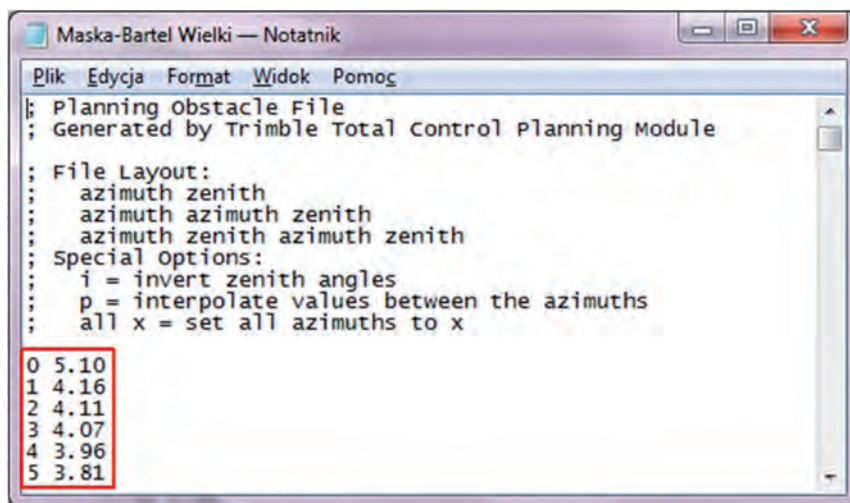 Maska-Bartel Wielki — Notatnik
Plik Edycja Format Widok Pomoc
; Planning Obstacle File
; Generated by Trimble Total Control Planning Module
; File Layout:
; azimuth zenith
; azimuth azimuth zenith
; azimuth zenith azimuth zenith
; Special Options:
; i = invert zenith angles
; p = interpolate values between the azimuths
; all x = set all azimuths to x
0 5.10
1 4.16
2 4.11
3 4.07
4 3.96
5 3.81